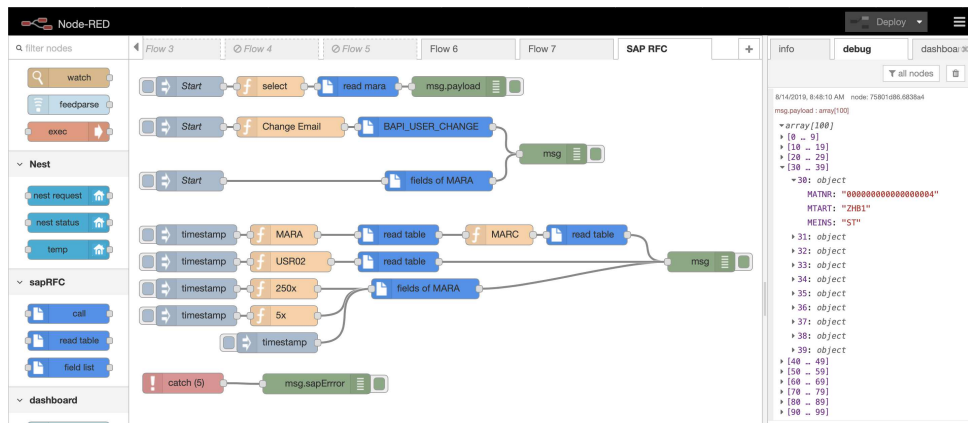 Node-RED
Deploy
filter nodes
Flow 3
Flow 4
Flow 5
Flow 6
Flow 7
SAP RFC
+
info
debug
dashboar
all nodes
watch
feedparse
exec
Nest
nest request
nest status
temp
sapRFC
call
read table
field list
dashboard
Start
select
read mara
msg.payload
Start
Change Email
BAPI_USER_CHANGE
msg
Start
fields of MARA
timestamp
MARA
read table
MARC
read table
timestamp
USR02
read table
msg
timestamp
250x
fields of MARA
timestamp
5x
timestamp
catch (5)
msg.sapErrror
8/14/2019, 8:48:10 AM node: 75801d86.6838a4
msg.payload : array[100]
array[100]
[0 … 9]
[10 … 19]
[20 … 29]
[30 … 39]
30: object
MATNR: "000000000000000004"
MTART: "ZHB1"
MEINS: "ST"
31: object
32: object
33: object
34: object
35: object
36: object
37: object
38: object
39: object
[40 … 49]
[50 … 59]
[60 … 69]
[70 … 79]
[80 … 89]
[90 … 99]